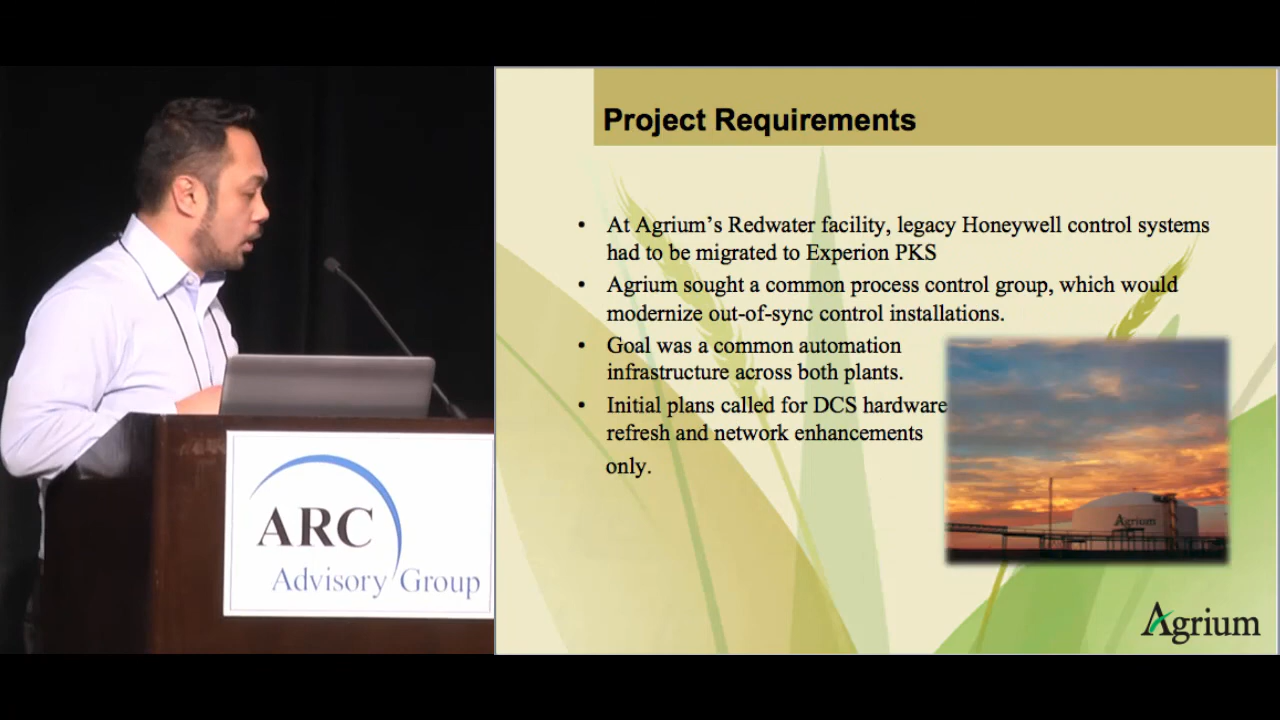 Project Requirements
• At Agrium’s Redwater facility, legacy Honeywell control systems
had to be migrated to Experion PKS
• Agrium sought a common process control group, which would
modernize out-of-sync control installations.
• Goal was a common automation
infrastructure across both plants.
• Initial plans called for DCS hardware
refresh and network enhancements
only.
Agrium
Agrium
ARC
Advisory Group